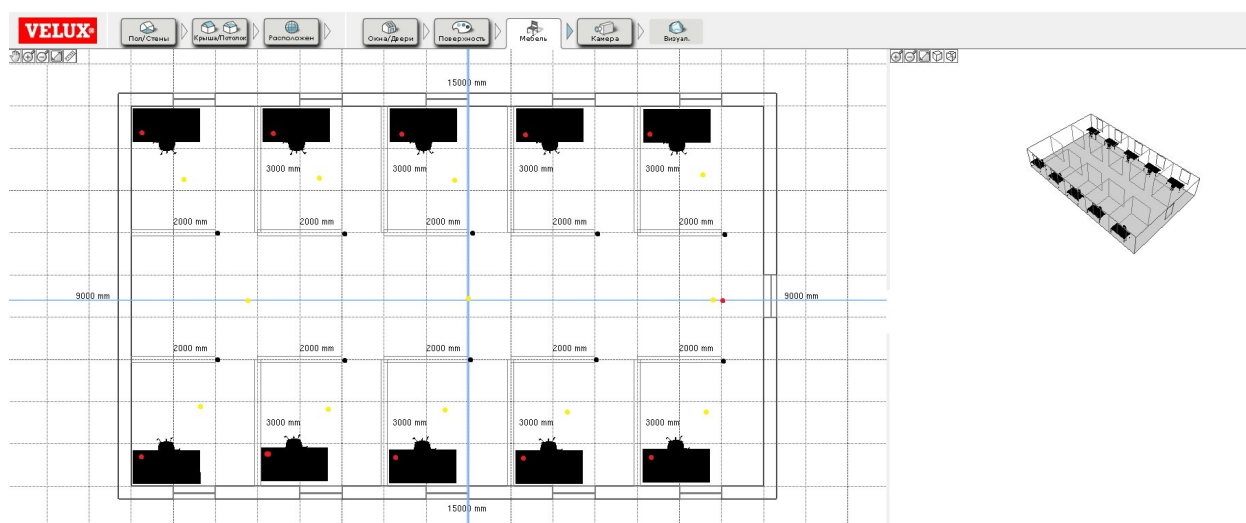 VELUX
Пол/Стены
Крыша/Потолок
Расположен
Окна/Двери
Поверхность
Мебель
Камера
Визуал.
15000 mm
3000 mm
3000 mm
3000 mm
3000 mm
2000 mm
2000 mm
2000 mm
2000 mm
2000 mm
9000 mm
9000 mm
2000 mm
2000 mm
2000 mm
2000 mm
2000 mm
3000 mm
3000 mm
3000 mm
3000 mm
15000 mm